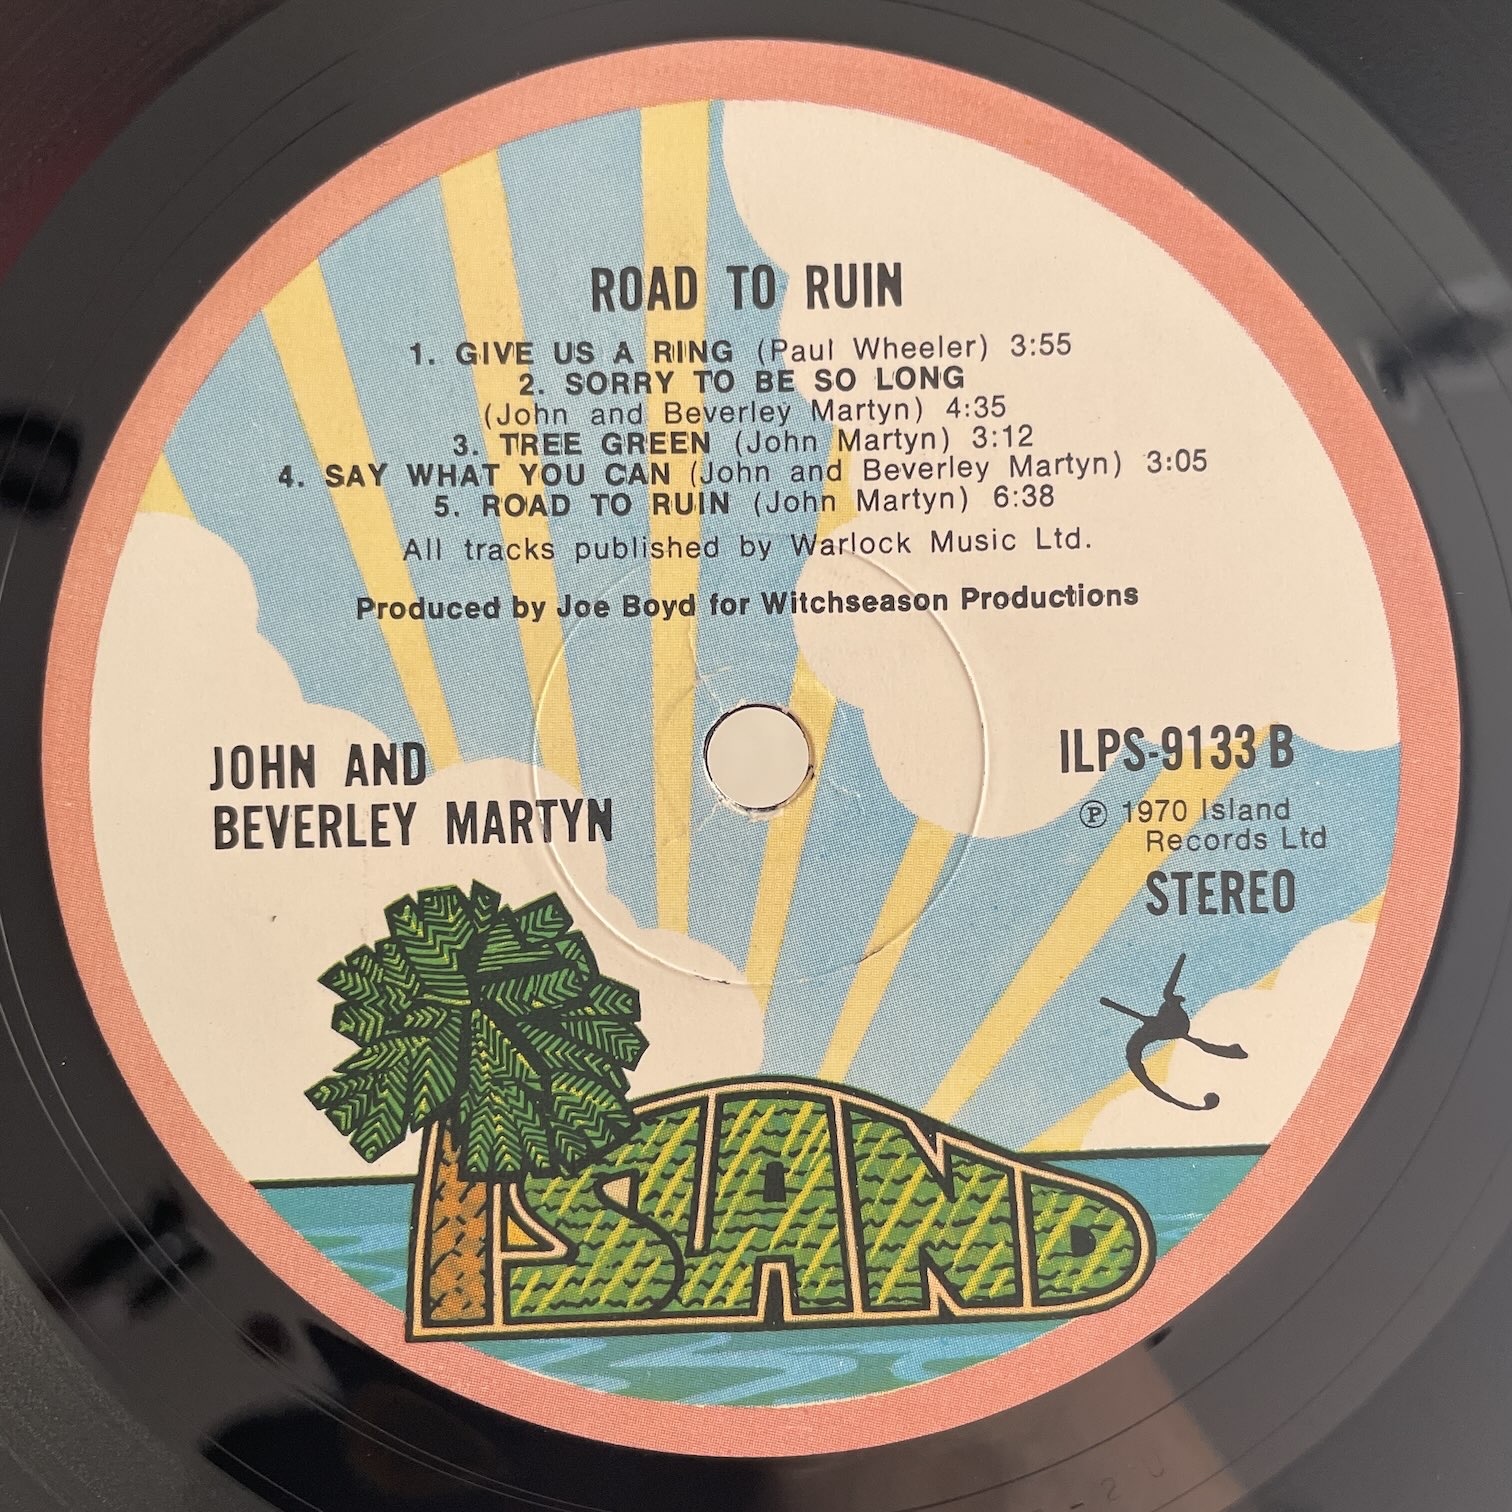 ROAD TO RUIN
1. GIVE US A RING (Paul Wheeler) 3:55
2. SORRY TO BE SO LONG
(John and Beverley Martyn) 4:35
3. TREE GREEN (John Martyn) 3:12
4. SAY WHAT YOU CAN (John and Beverley Martyn) 3:05
5. ROAD TO RUIN (John Martyn) 6:38
All tracks published by Warlock Music Ltd.
Produced by Joe Boyd for Witchseason Productions
JOHN AND
BEVERLEY MARTYN
ILPS-9133 B
℗ 1970 Island
Records Ltd
STEREO
ISLAND